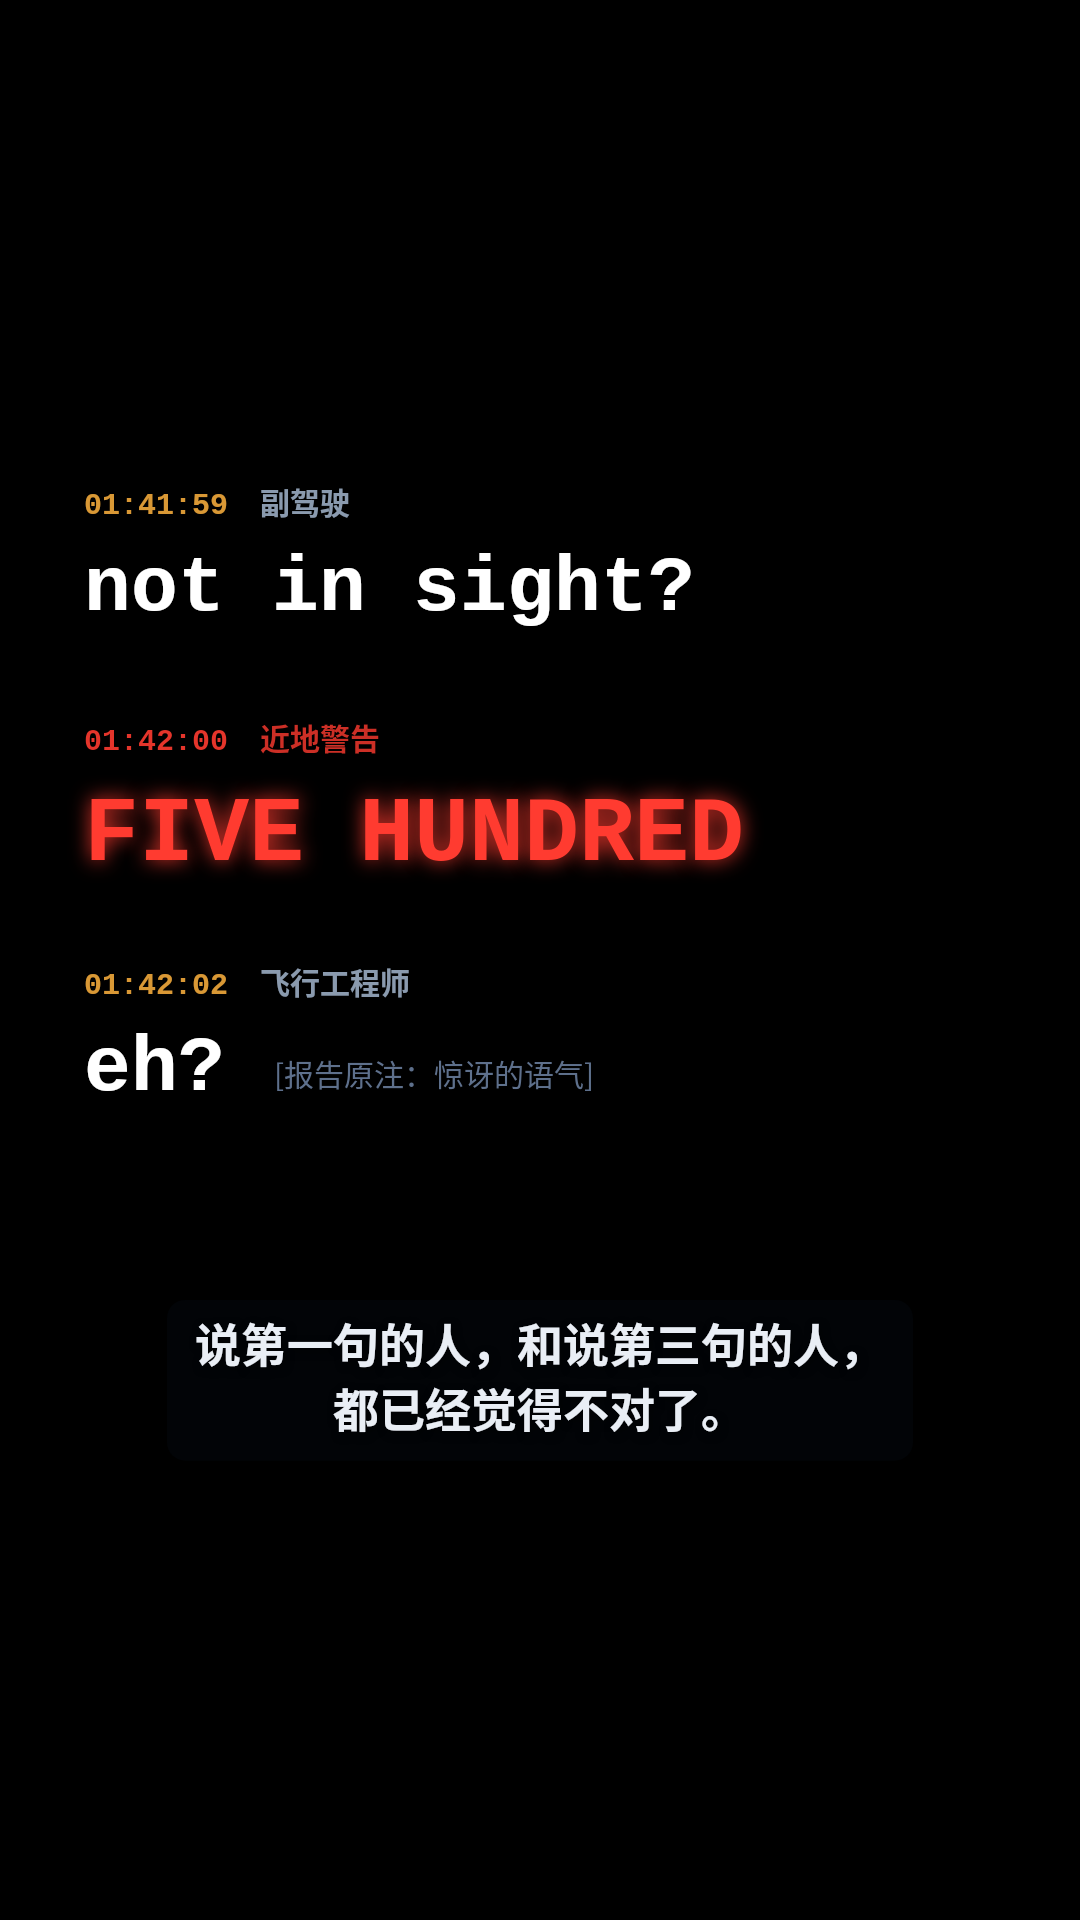 01:41:59 副驾驶
not in sight?
01:42:00 近地警告
FIVE HUNDRED
01:42:02 飞行工程师
eh? [报告原注：惊讶的语气]
说第一句的人，和说第三句的人，
都已经觉得不对了。